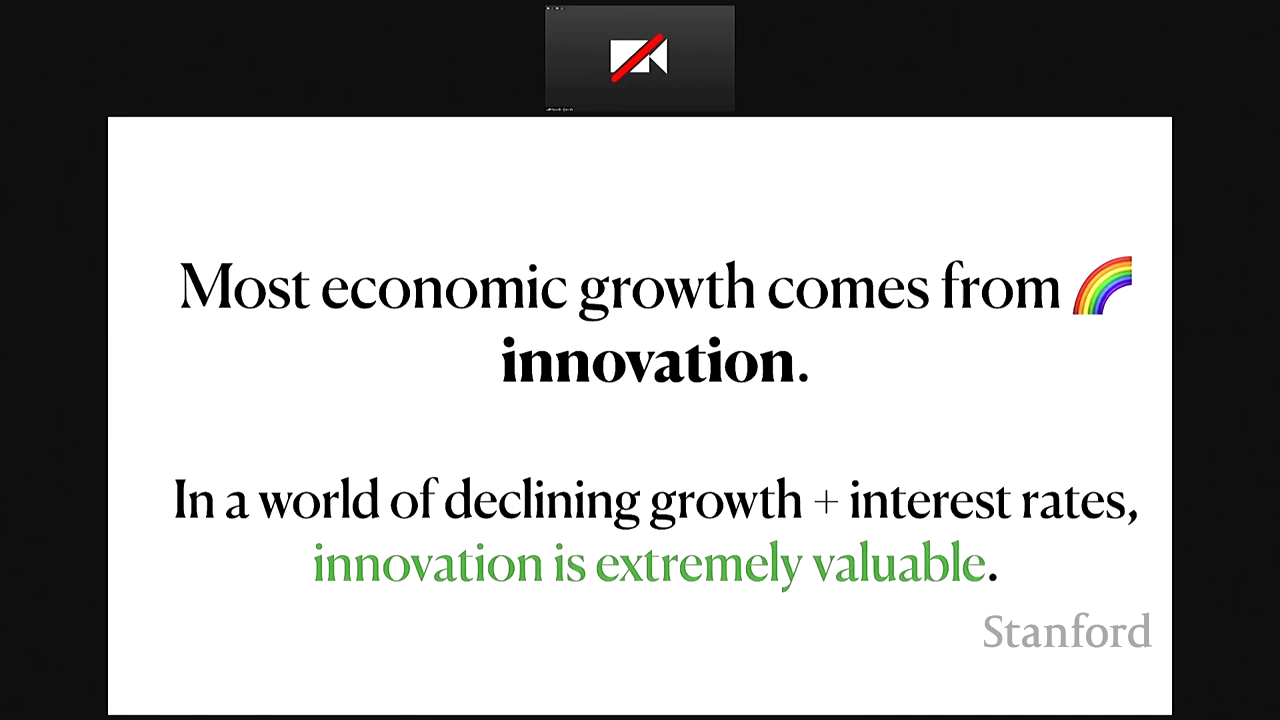 Most economic growth comes from 🌈
innovation.
In a world of declining growth + interest rates,
innovation is extremely valuable.
Stanford